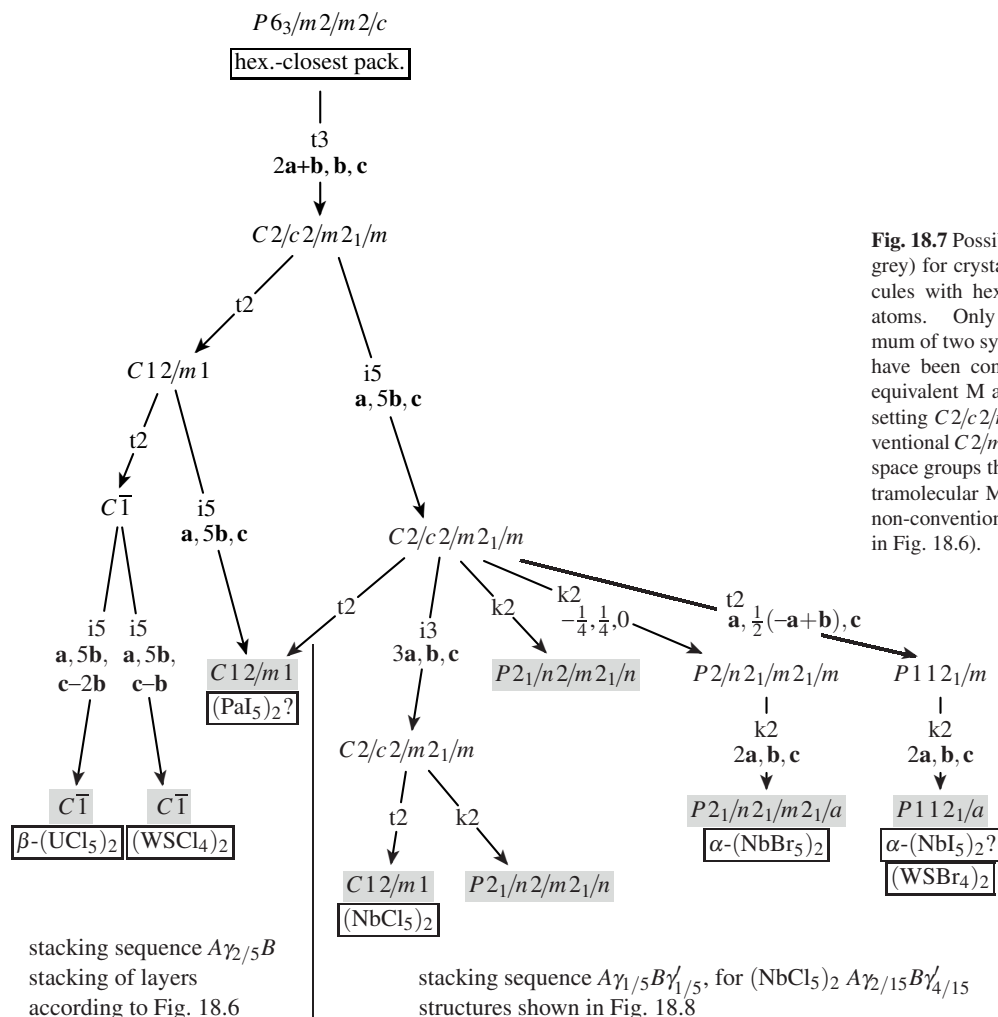 P6₃/m2/m2/c
hex.-closest pack.
t3
2a+b, b, c
C2/c2/m2₁/m
t2
i5
a, 5b, c
C12/m1
t2
i5
a, 5b, c
C1̅
i5
a, 5b,
c–2b
i5
a, 5b,
c–b
C1̅
β-(UCl₅)₂
C1̅
(WSCl₄)₂
C12/m1
(PaI₅)₂?
C2/c2/m2₁/m
t2
i3
3a, b, c
k2
k2
−1/4, 1/4, 0
t2
a, 1/2(−a+b), c
P2₁/n2/m2₁/n
P2/n2₁/m2₁/m
P112₁/m
C2/c2/m2₁/m
k2
2a, b, c
k2
2a, b, c
t2
k2
P2₁/n2₁/m2₁/a
α-(NbBr₅)₂
P112₁/a
α-(NbI₅)₂?
(WSBr₄)₂
C12/m1
(NbCl₅)₂
P2₁/n2/m2₁/n
stacking sequence Aγ₂/₅B
stacking of layers
according to Fig. 18.6
stacking sequence Aγ₁/₅Bγ′₁/₅, for (NbCl₅)₂ Aγ₂/₁₅Bγ′₄/₁₅
structures shown in Fig. 18.8
Fig. 18.7 Possi
grey) for crysta
cules with hex
atoms. Only
mum of two sy
have been con
equivalent M a
setting C2/c2/
ventional C2/m
space groups th
tramolecular M
non-convention
in Fig. 18.6).